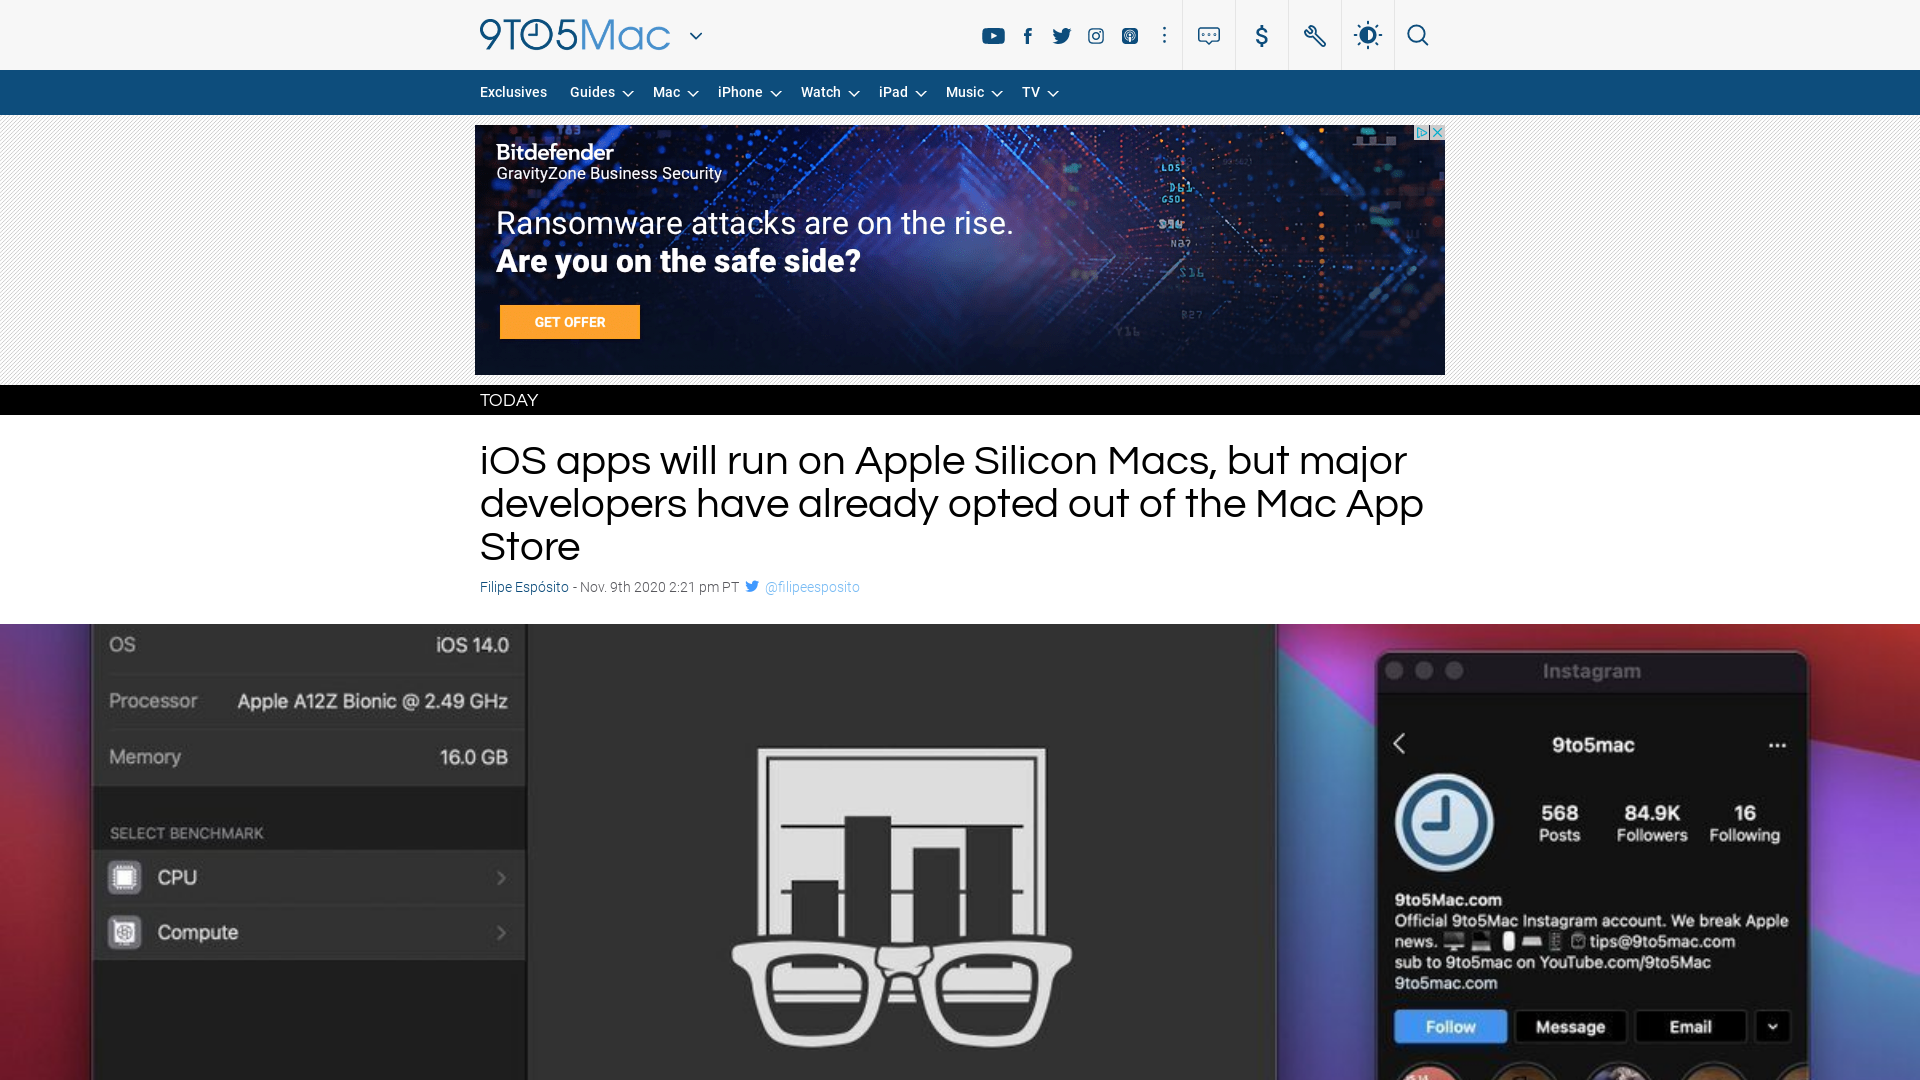 9TO5Mac
Exclusives Guides Mac iPhone Watch iPad Music TV
Bitdefender
GravityZone Business Security
Ransomware attacks are on the rise.
Are you on the safe side?
GET OFFER
TODAY
iOS apps will run on Apple Silicon Macs, but major
developers have already opted out of the Mac App
Store
Filipe Espósito - Nov. 9th 2020 2:21 pm PT @filipeesposito
OS iOS 14.0
Processor Apple A12Z Bionic @ 2.49 GHz
Memory 16.0 GB
SELECT BENCHMARK
CPU
Compute
Instagram
9to5mac
568 84.9K 16
Posts Followers Following
9to5Mac.com
Official 9to5Mac Instagram account. We break Apple
news. tips@9to5mac.com
sub to 9to5mac on YouTube.com/9to5Mac
9to5mac.com
Follow Message Email